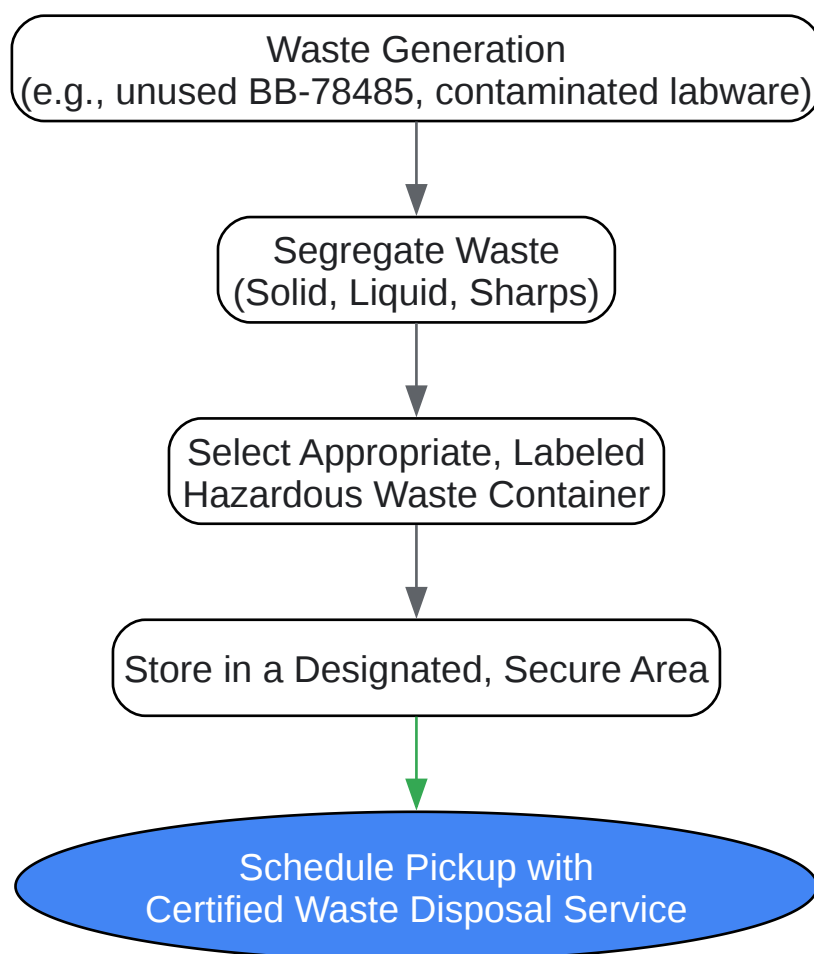 Waste Generation
(e.g., unused BB-78485, contaminated labware)
Segregate Waste
(Solid, Liquid, Sharps)
Select Appropriate, Labeled
Hazardous Waste Container
Store in a Designated, Secure Area
Schedule Pickup with
Certified Waste Disposal Service